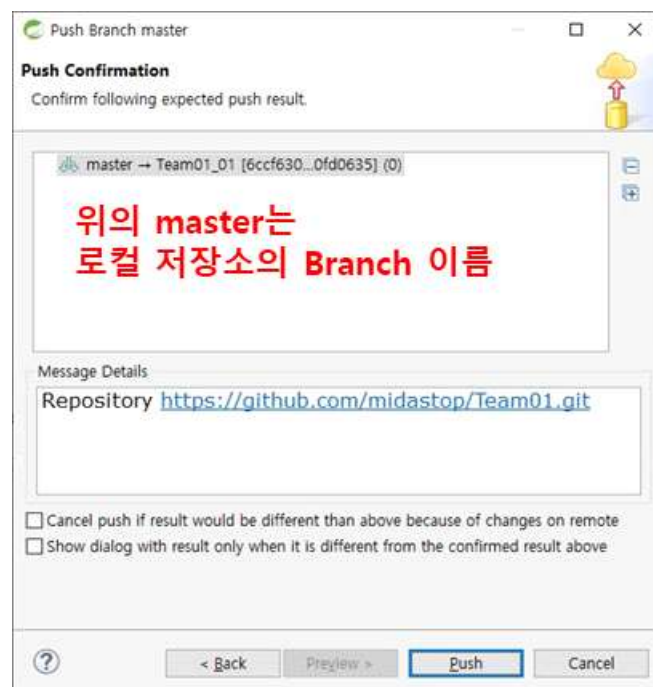 Push Branch master
Push Confirmation
Confirm following expected push result.
master → Team01_01 [6ccf630...0fd0635] (0)
위의 master는
로컬 저장소의 Branch 이름
Message Details
Repository https://github.com/midastop/Team01.git
Cancel push if result would be different than above because of changes on remote
Show dialog with result only when it is different from the confirmed result above
< Back
Preview >
Push
Cancel